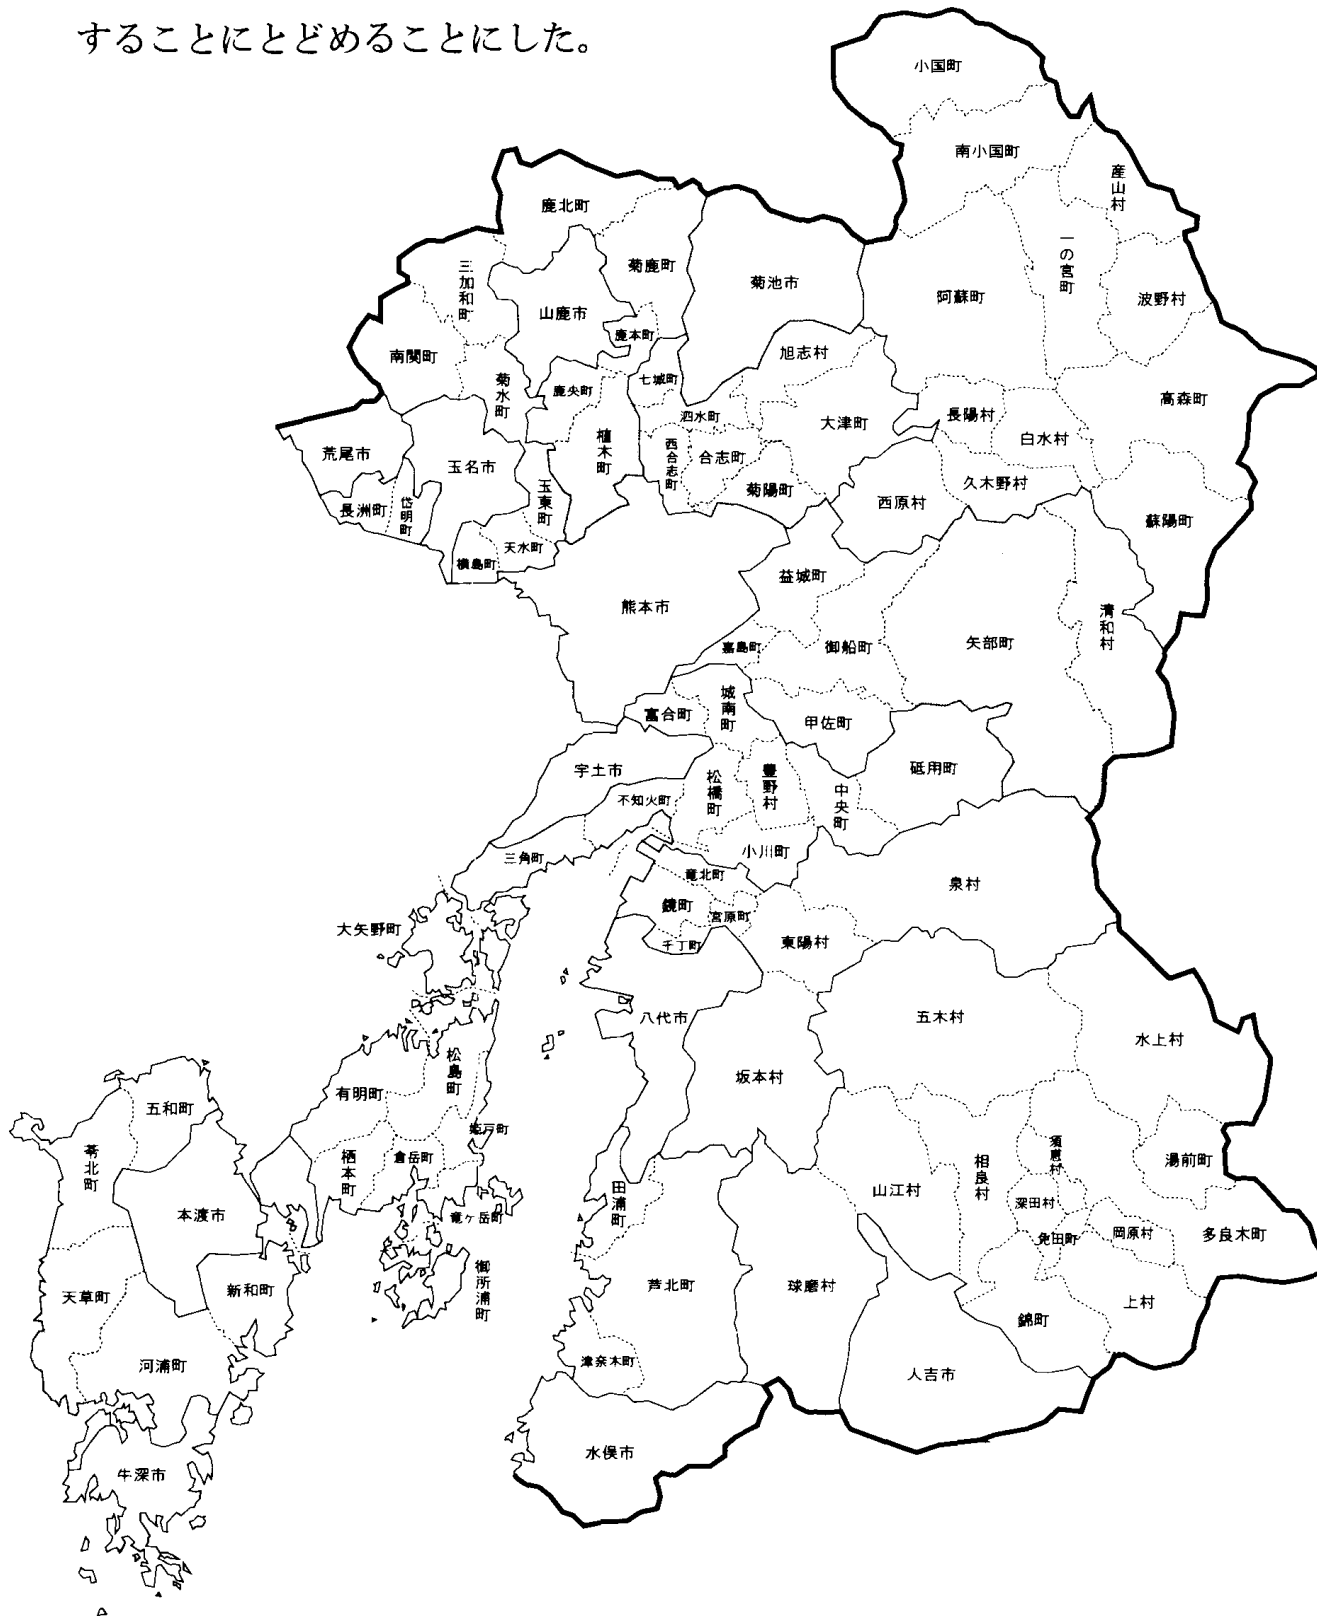 することにとどめることにした。
小国町
南小国町
産山村
一の宮町
阿蘇町
波野村
高森町
鹿北町
菊鹿町
菊池市
三加和町
山鹿市
鹿本町
南関町
菊水町
鹿央町
七城町
旭志村
泗水町
大津町
長陽村
白水村
荒尾市
玉名市
植木町
西合志町
合志町
菊陽町
西原村
久木野村
蘇陽町
長洲町
岱明町
玉東町
天水町
横島町
熊本市
益城町
嘉島町
御船町
矢部町
清和村
城南町
富合町
甲佐町
砥用町
宇土市
松橋町
豊野村
中央町
不知火町
三角町
小川町
泉村
竜北町
鏡町
宮原町
千丁町
東陽村
大矢野町
八代市
五木村
水上村
坂本村
松島町
有明町
姫戸町
五和町
苓北町
栖本町
倉岳町
本渡市
竜ヶ岳町
御所浦町
田浦町
山江村
相良村
須恵村
湯前町
深田村
免田町
岡原村
多良木町
天草町
新和町
芦北町
球磨村
錦町
上村
河浦町
津奈木町
人吉市
牛深市
水俣市